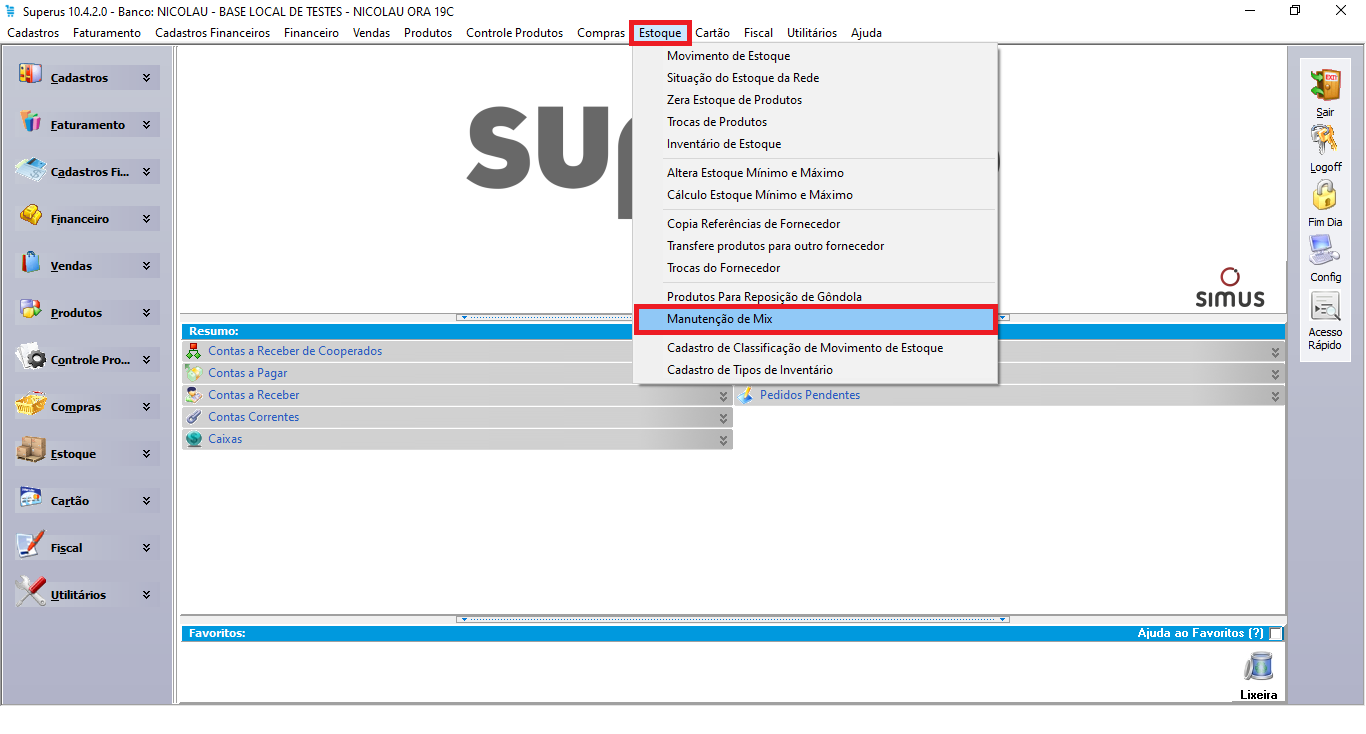 Superus 10.4.2.0 - Banco: NICOLAU - BASE LOCAL DE TESTES - NICOLAU ORA 19C
Cadastros Faturamento Cadastros Financeiros Financeiro Vendas Produtos Controle Produtos Compras Estoque Cartão Fiscal Utilitários Ajuda
Cadastros
Faturamento
Cadastros Fi...
Financeiro
Vendas
Produtos
Controle Pro...
Compras
Estoque
Cartão
Fiscal
Utilitários
Movimento de Estoque
Situação do Estoque da Rede
Zera Estoque de Produtos
Trocas de Produtos
Inventário de Estoque
Altera Estoque Mínimo e Máximo
Cálculo Estoque Mínimo e Máximo
Copia Referências de Fornecedor
Transfere produtos para outro fornecedor
Trocas do Fornecedor
Produtos Para Reposição de Gôndola
Manutenção de Mix
Cadastro de Classificação de Movimento de Estoque
Cadastro de Tipos de Inventário
sımus
Resumo:
Contas a Receber de Cooperados
Contas a Pagar
Contas a Receber
Contas Correntes
Caixas
Pedidos Pendentes
Favoritos:
Ajuda ao Favoritos (?)
Lixeira
EXIT
Sair
Logoff
Fim Dia
Config
Acesso
Rápido